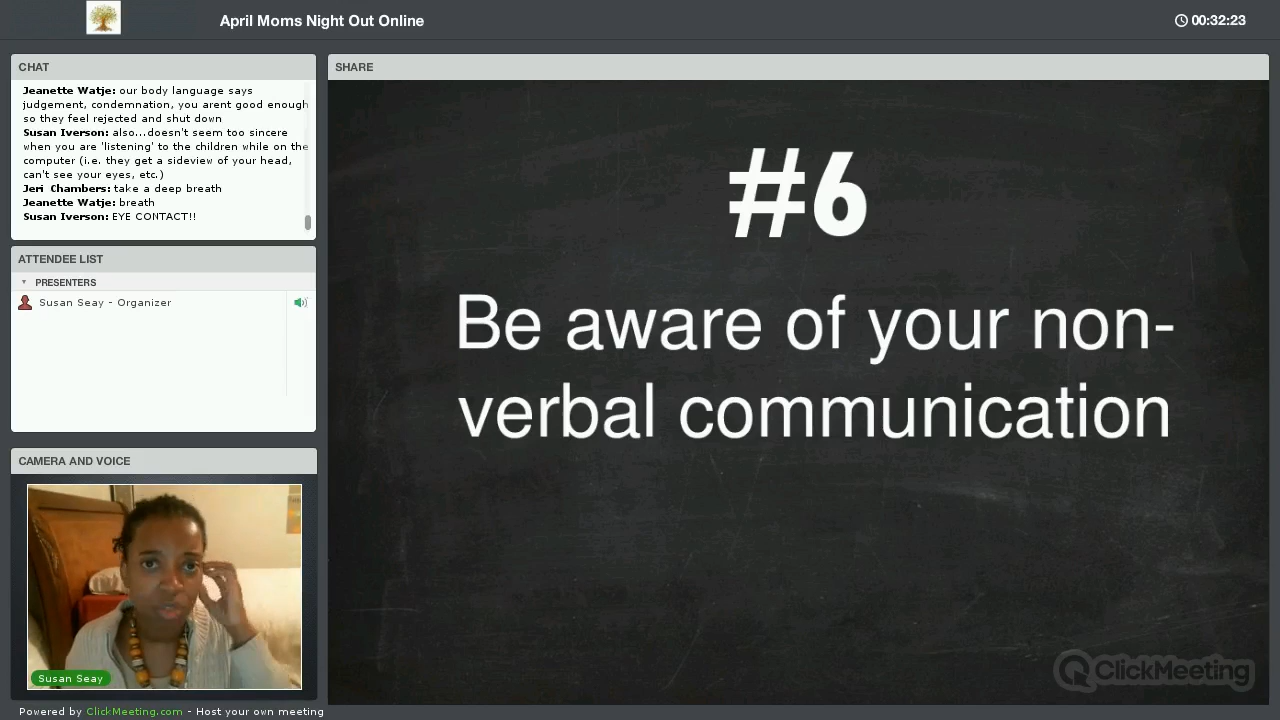 April Moms Night Out Online
00:32:23
CHAT
Jeanette Watje: our body language says
judgement, condemnation, you arent good enough
so they feel rejected and shut down
Susan Iverson: also...doesn't seem too sincere
when you are 'listening' to the children while on the
computer (i.e. they get a sideview of your head,
can't see your eyes, etc.)
Jeri Chambers: take a deep breath
Jeanette Watje: breath
Susan Iverson: EYE CONTACT!!
ATTENDEE LIST
PRESENTERS
Susan Seay - Organizer
CAMERA AND VOICE
Susan Seay
Powered by ClickMeeting.com - Host your own meeting
SHARE
#6
Be aware of your non-
verbal communication
ClickMeeting